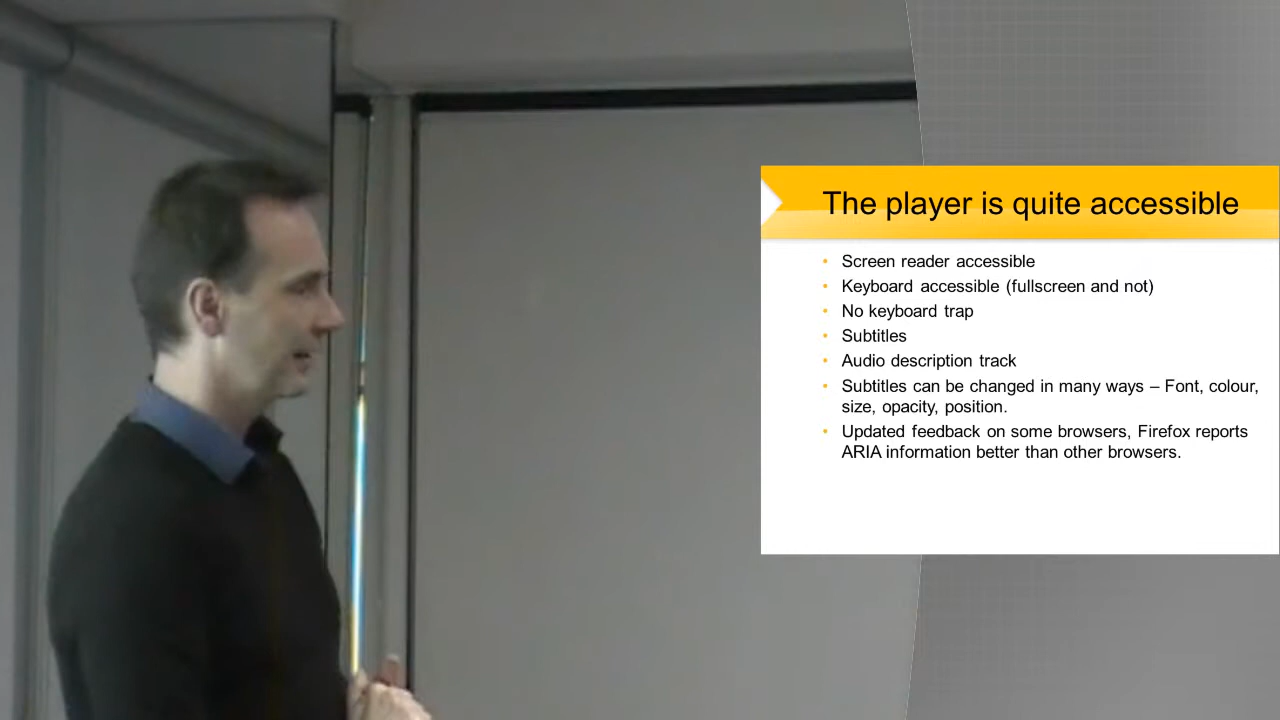 The player is quite accessible
• Screen reader accessible
• Keyboard accessible (fullscreen and not)
• No keyboard trap
• Subtitles
• Audio description track
• Subtitles can be changed in many ways – Font, colour,
size, opacity, position.
• Updated feedback on some browsers, Firefox reports
ARIA information better than other browsers.